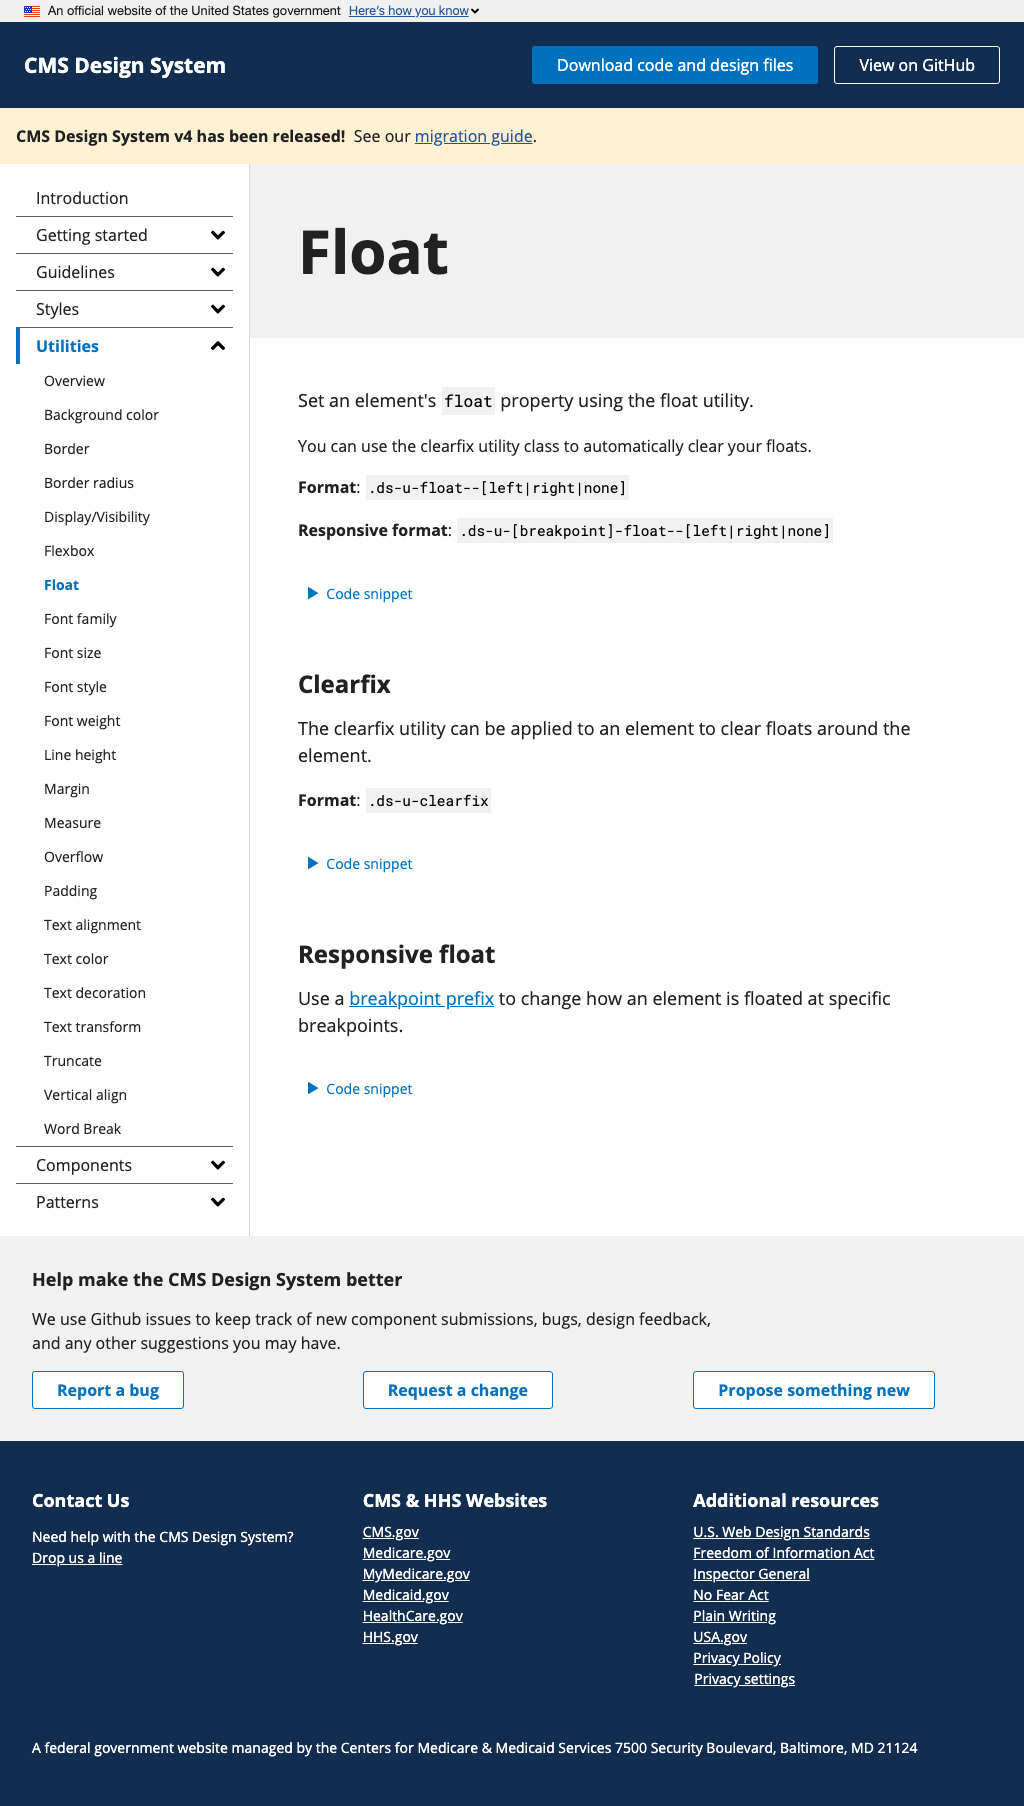 An official website of the United States government Here's how you know
CMS Design System
Download code and design files
View on GitHub
CMS Design System v4 has been released! See our migration guide.
Introduction
Getting started
Guidelines
Styles
Utilities
Overview
Background color
Border
Border radius
Display/Visibility
Flexbox
Float
Font family
Font size
Font style
Font weight
Line height
Margin
Measure
Overflow
Padding
Text alignment
Text color
Text decoration
Text transform
Truncate
Vertical align
Word Break
Components
Patterns
Float
Set an element's float property using the float utility.
You can use the clearfix utility class to automatically clear your floats.
Format: .ds-u-float--[left|right|none]
Responsive format: .ds-u-[breakpoint]-float--[left|right|none]
Code snippet
Clearfix
The clearfix utility can be applied to an element to clear floats around the
element.
Format: .ds-u-clearfix
Code snippet
Responsive float
Use a breakpoint prefix to change how an element is floated at specific
breakpoints.
Code snippet
Help make the CMS Design System better
We use Github issues to keep track of new component submissions, bugs, design feedback,
and any other suggestions you may have.
Report a bug
Request a change
Propose something new
Contact Us
Need help with the CMS Design System?
Drop us a line
CMS & HHS Websites
CMS.gov
Medicare.gov
MyMedicare.gov
Medicaid.gov
HealthCare.gov
HHS.gov
Additional resources
U.S. Web Design Standards
Freedom of Information Act
Inspector General
No Fear Act
Plain Writing
USA.gov
Privacy Policy
Privacy settings
A federal government website managed by the Centers for Medicare & Medicaid Services 7500 Security Boulevard, Baltimore, MD 21124